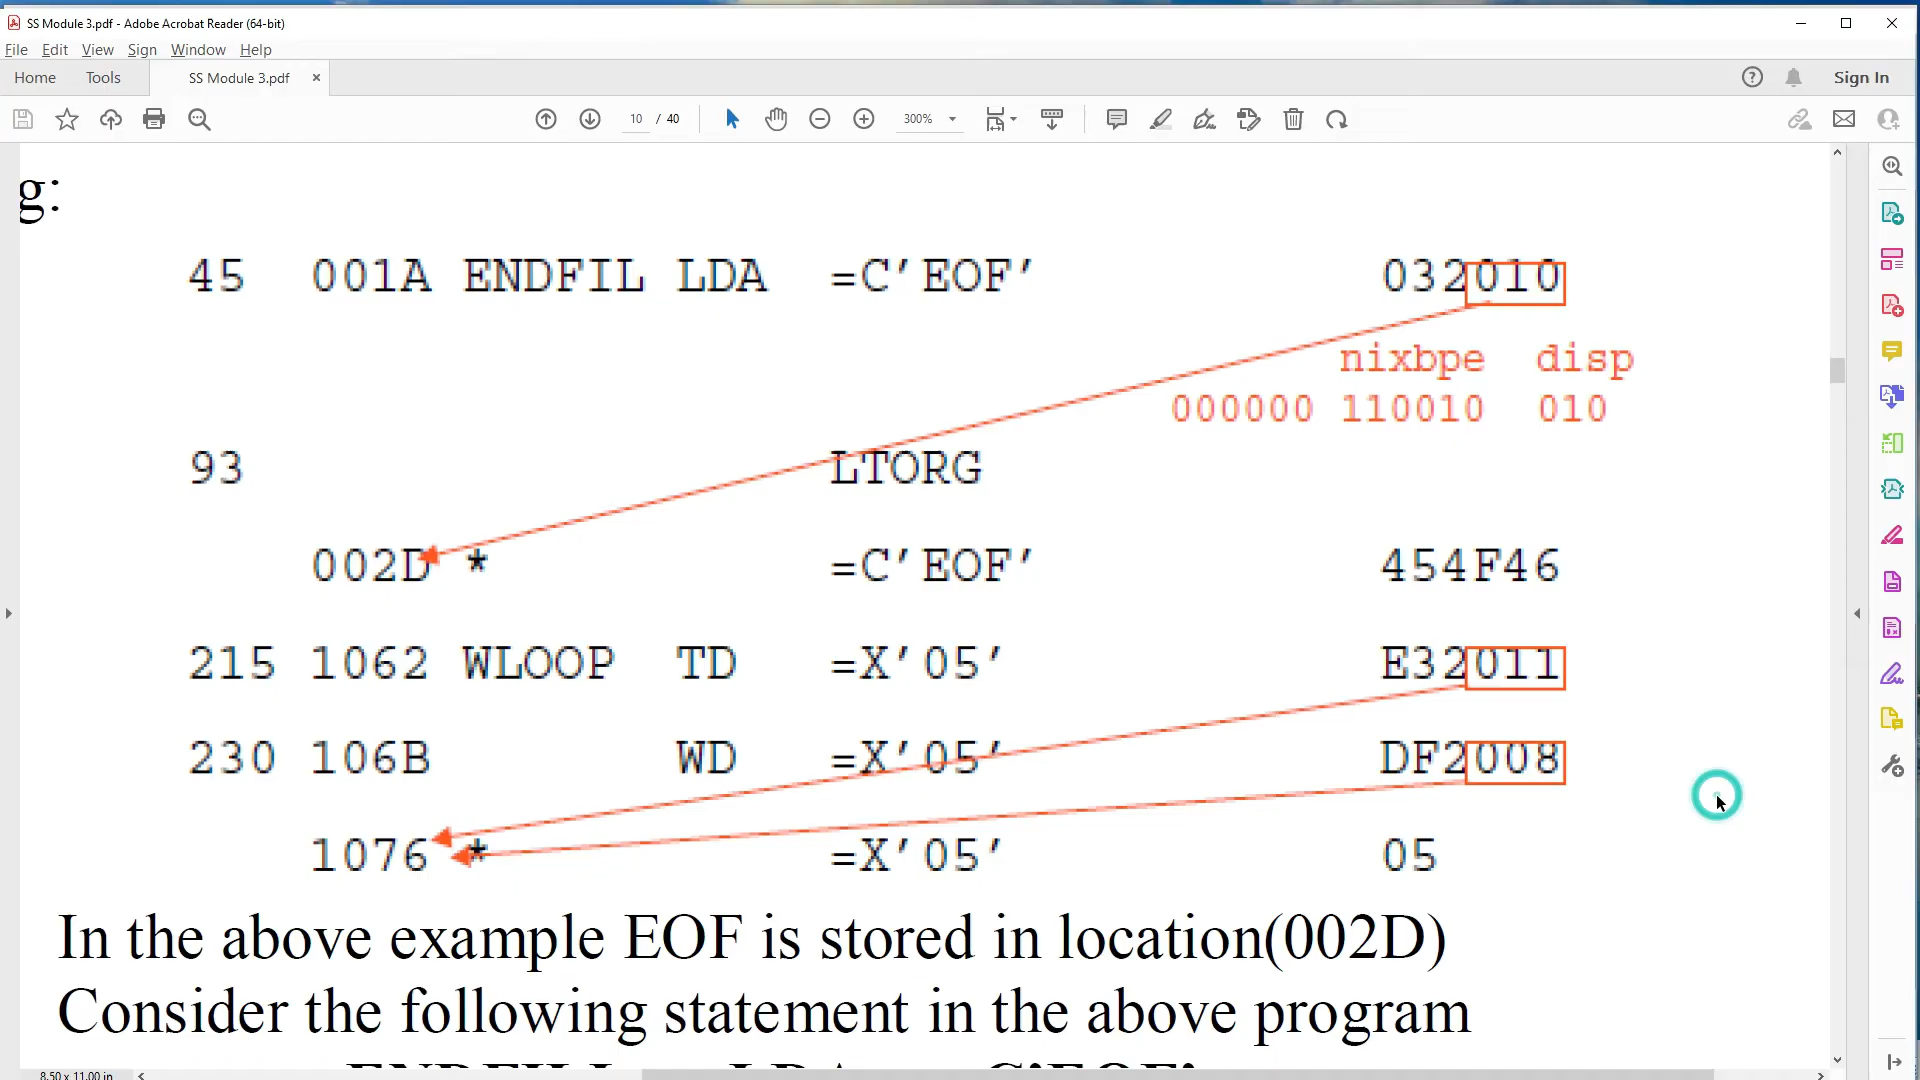 SS Module 3.pdf - Adobe Acrobat Reader (64-bit)
File Edit View Sign Window Help
Home Tools SS Module 3.pdf × Sign In
10 / 40 300%
g:
45 001A ENDFIL LDA =C'EOF' 032010
nixbpe disp
000000 110010 010
93 LTORG
002D * =C'EOF' 454F46
215 1062 WLOOP TD =X'05' E32011
230 106B WD =X'05' DF2008
1076 * =X'05' 05
In the above example EOF is stored in location(002D)
Consider the following statement in the above program
8.50 x 11.00 in